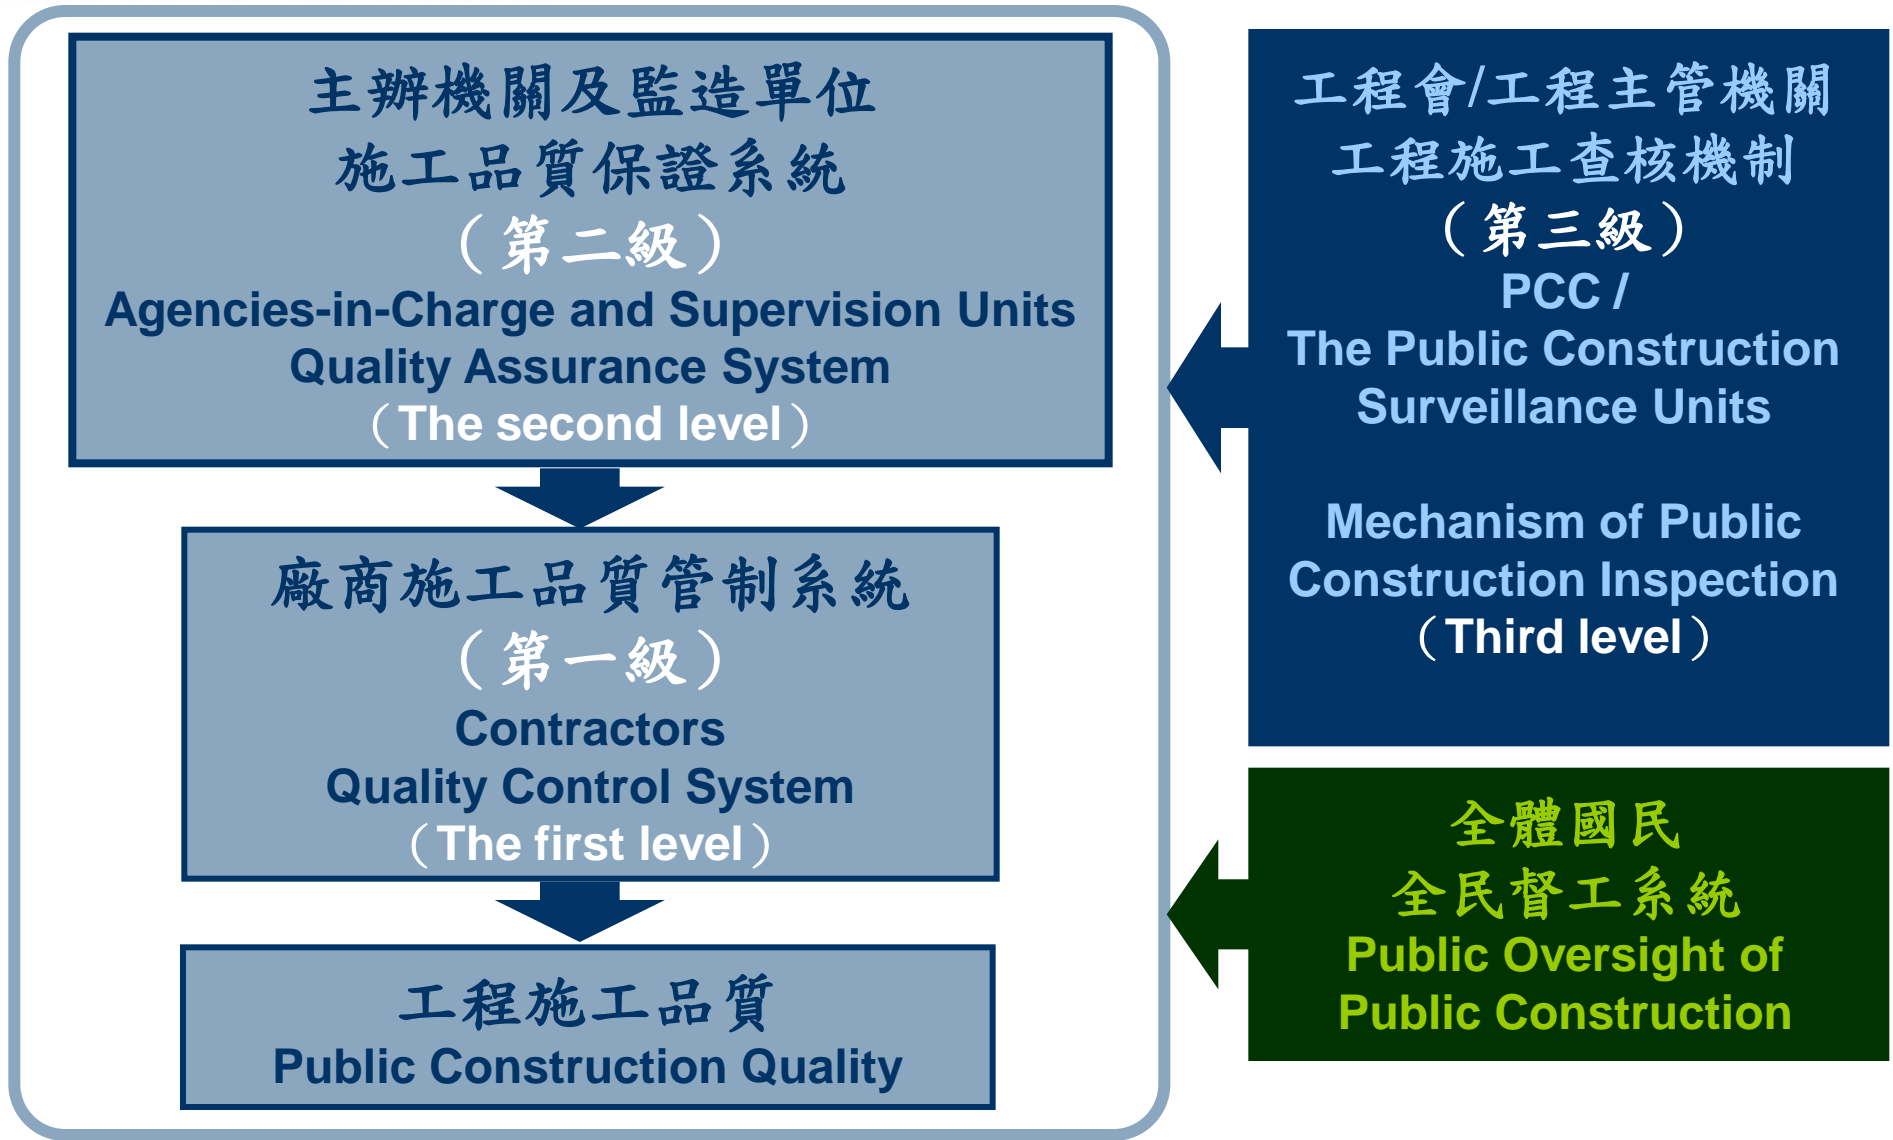 主辦機關及監造單位
施工品質保證系統
（第二級）
Agencies-in-Charge and Supervision Units
Quality Assurance System
（The second level）
廠商施工品質管制系統
（第一級）
Contractors
Quality Control System
（The first level）
工程施工品質
Public Construction Quality
工程會/工程主管機關
工程施工查核機制
（第三級）
PCC /
The Public Construction
Surveillance Units
Mechanism of Public
Construction Inspection
（Third level）
全體國民
全民督工系統
Public Oversight of
Public Construction